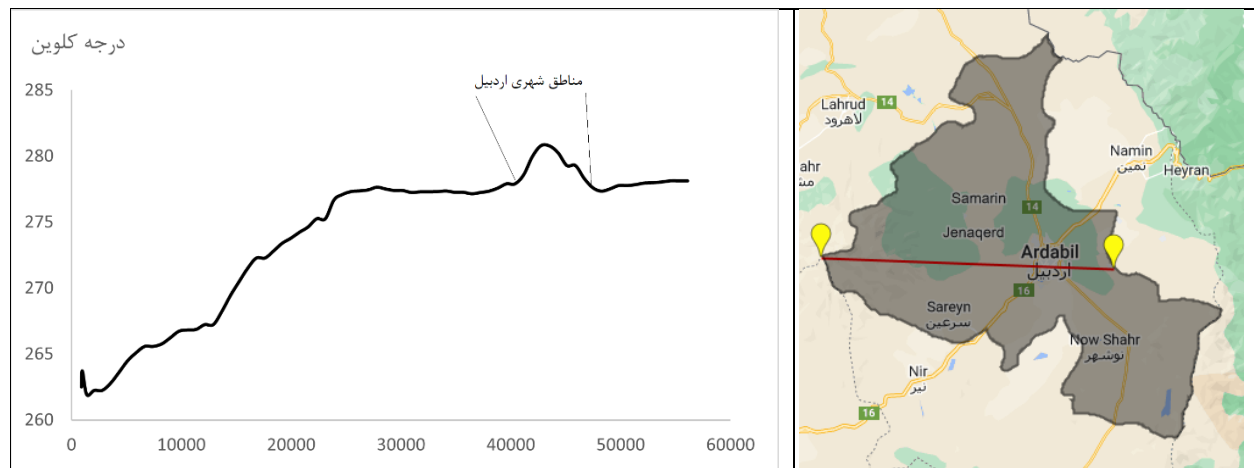 درجه کلوین
مناطق شهری اردبیل
285
280
275
270
265
260
0
10000
20000
30000
40000
50000
60000
Lahrud
لاهرود
14
Namin
نمین
Heyran
ahr
مش
Samarin
14
Jenaqerd
Ardabil
اردبیل
16
Sareyn
سرعین
Now Shahr
نوشهر
Nir
نیر
16